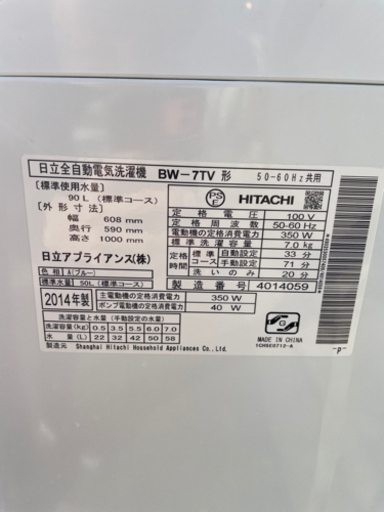 日立全自動電気洗濯機 BW-7TV 形 50-60Hz共用
〔標準使用水量〕
90L (標準コース)
〔外形寸法〕
幅 608 mm
奥行 590 mm
高さ 1000 mm
日立アプライアンス(株)
色相 A(ブルー)
標準水量 50L (標準コース)
PSE HITACHI
定格電圧 100 V
定格周波数 50-60 Hz
電動機の定格消費電力 350 W
標準洗濯容量 7.0 kg
定格時間 標準コース 自動設定 33 分
手動設定 71 分
洗いのみ 20 分
製造番号 4014059
2014年製
主電動機の定格消費電力 350 W
ポンプ電動機の定格消費電力 40 W
洗濯容量と水量 (手動設定の水量)
洗濯容量(kg) 0.5 3.5 5.5 6.0 7.0
水量(L) 22 32 42 50 58
製造元 Shanghai Hitachi Household Appliances Co., Ltd.
G
MADE IN CHINA
-P-